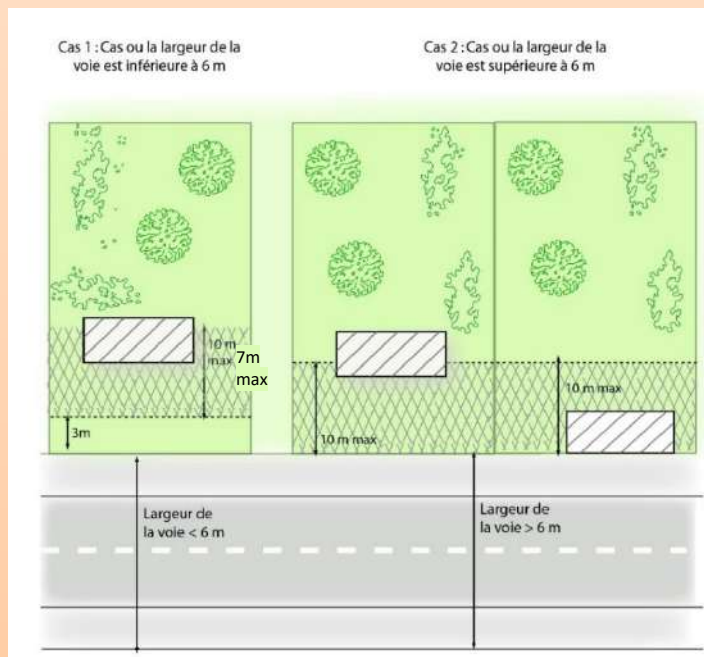 Cas 1 : Cas ou la largeur de la
voie est inférieure à 6 m
Cas 2 : Cas ou la largeur de la
voie est supérieure à 6 m
10 m
max
7m
max
3m
10 m max
10 m max
Largeur de
la voie < 6 m
Largeur de
la voie > 6 m